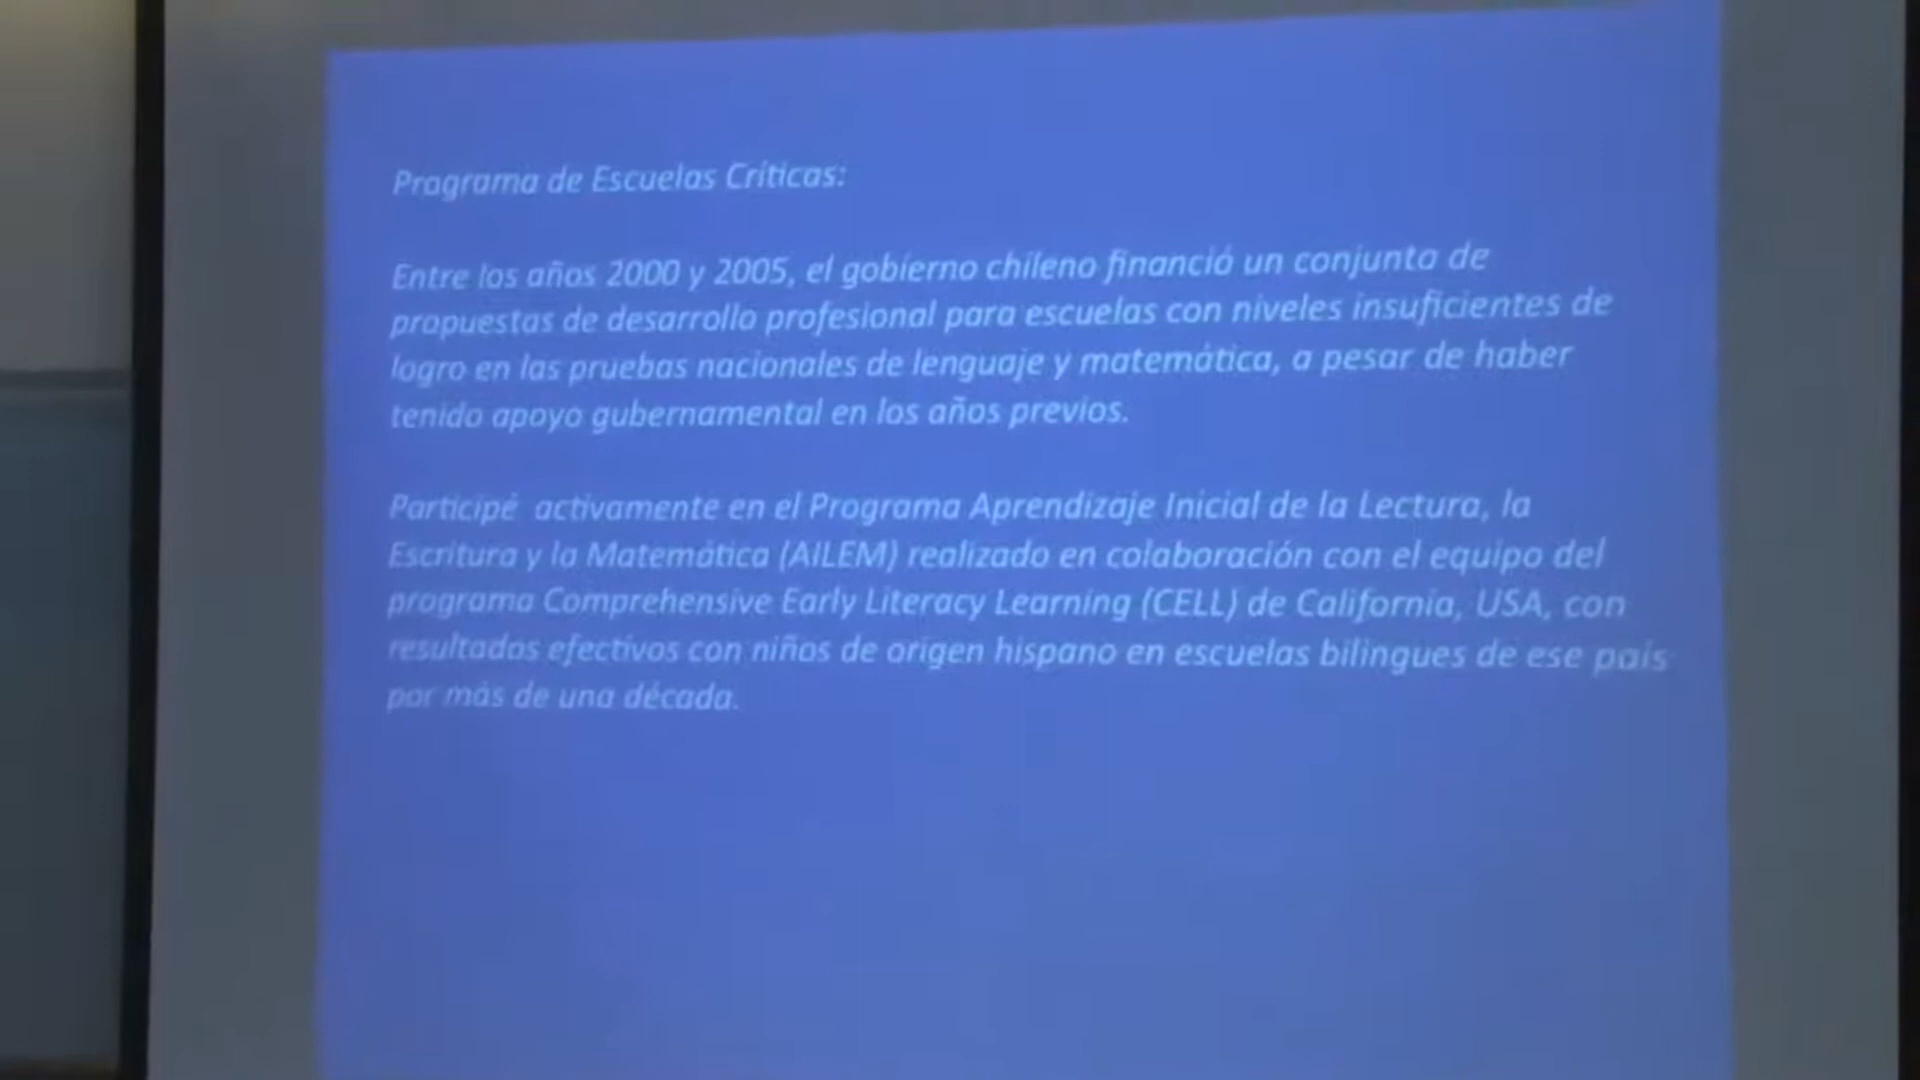 Programa de Escuelas Críticas:
Entre los años 2000 y 2005, el gobierno chileno financió un conjunto de
propuestas de desarrollo profesional para escuelas con niveles insuficientes de
logro en las pruebas nacionales de lenguaje y matemática, a pesar de haber
tenido apoyo gubernamental en los años previos.
Participé activamente en el Programa Aprendizaje Inicial de la Lectura, la
Escritura y la Matemática (AILEM) realizado en colaboración con el equipo del
programa Comprehensive Early Literacy Learning (CELL) de California, USA, con
resultados efectivos con niños de origen hispano en escuelas bilingues de ese país
por más de una década.